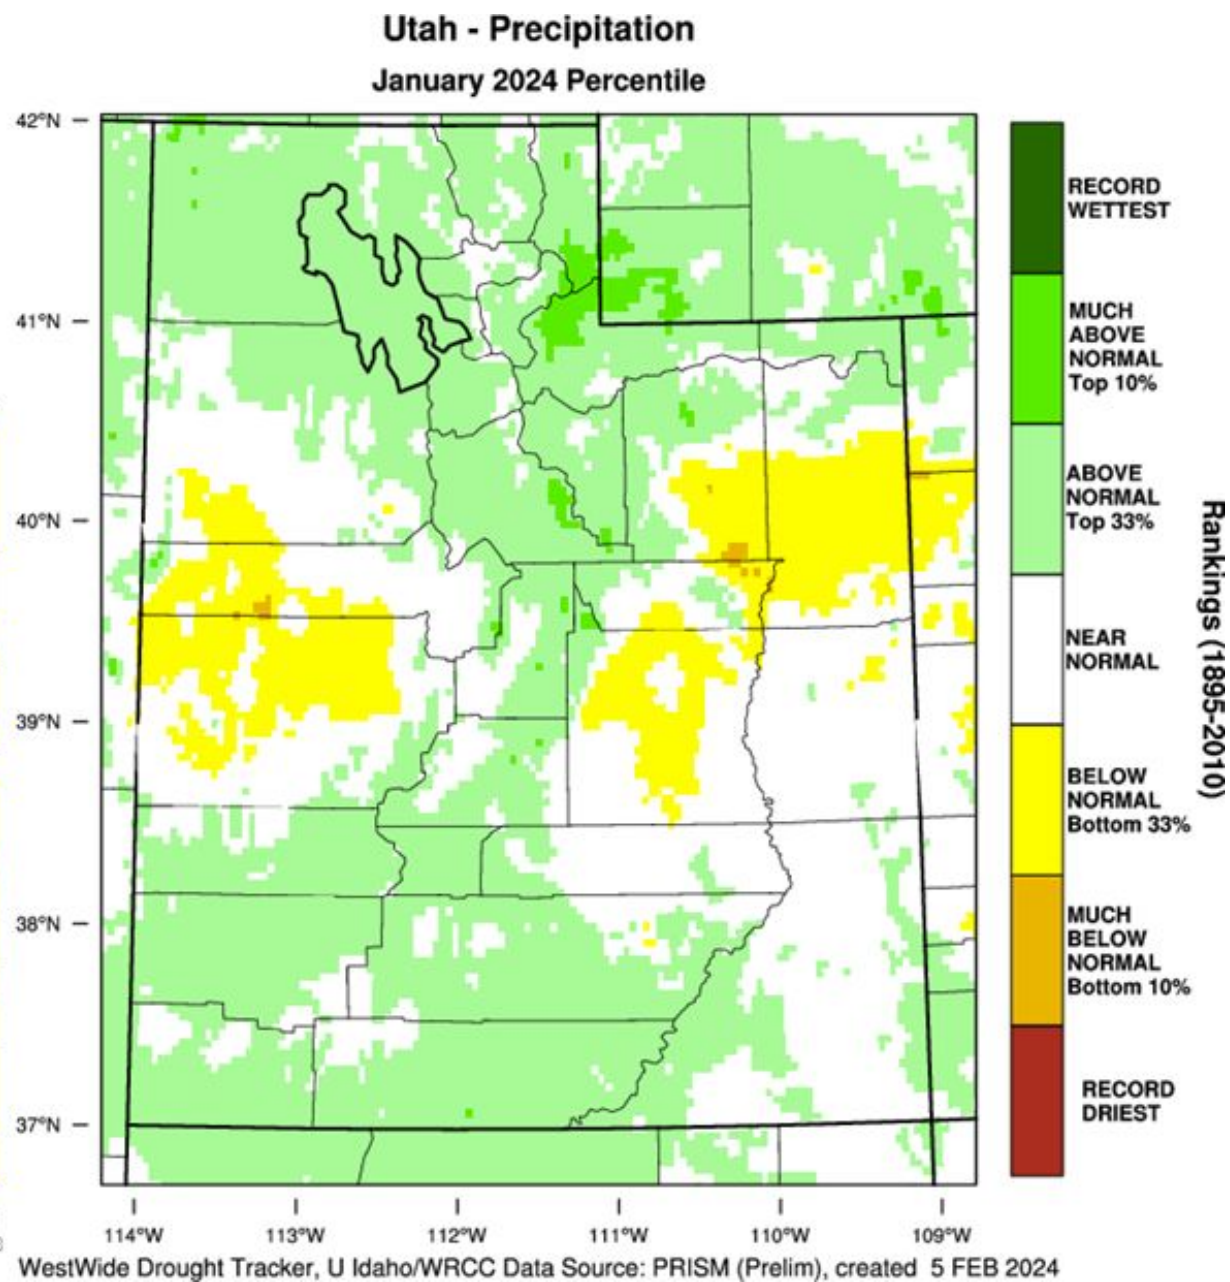 Utah - Precipitation
January 2024 Percentile
42°N
41°N
40°N
39°N
38°N
37°N
114°W
113°W
112°W
111°W
110°W
109°W
RECORD
WETTEST
MUCH
ABOVE
NORMAL
Top 10%
ABOVE
NORMAL
Top 33%
NEAR
NORMAL
BELOW
NORMAL
Bottom 33%
MUCH
BELOW
NORMAL
Bottom 10%
RECORD
DRIEST
Rankings (1895-2010)
WestWide Drought Tracker, U Idaho/WRCC Data Source: PRISM (Prelim), created 5 FEB 2024